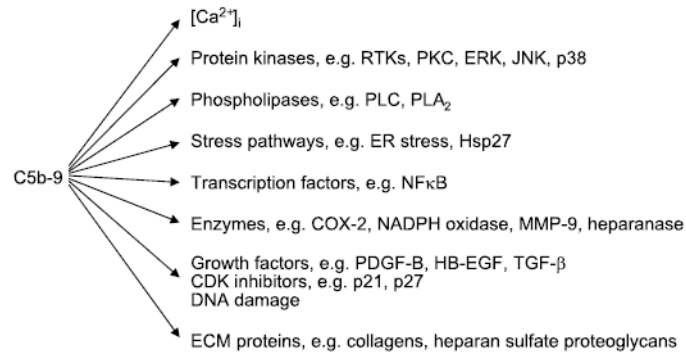 [Ca²⁺]ᵢ
Protein kinases, e.g. RTKs, PKC, ERK, JNK, p38
Phospholipases, e.g. PLC, PLA₂
Stress pathways, e.g. ER stress, Hsp27
C5b-9
Transcription factors, e.g. NFκB
Enzymes, e.g. COX-2, NADPH oxidase, MMP-9, heparanase
Growth factors, e.g. PDGF-B, HB-EGF, TGF-β
CDK inhibitors, e.g. p21, p27
DNA damage
ECM proteins, e.g. collagens, heparan sulfate proteoglycans